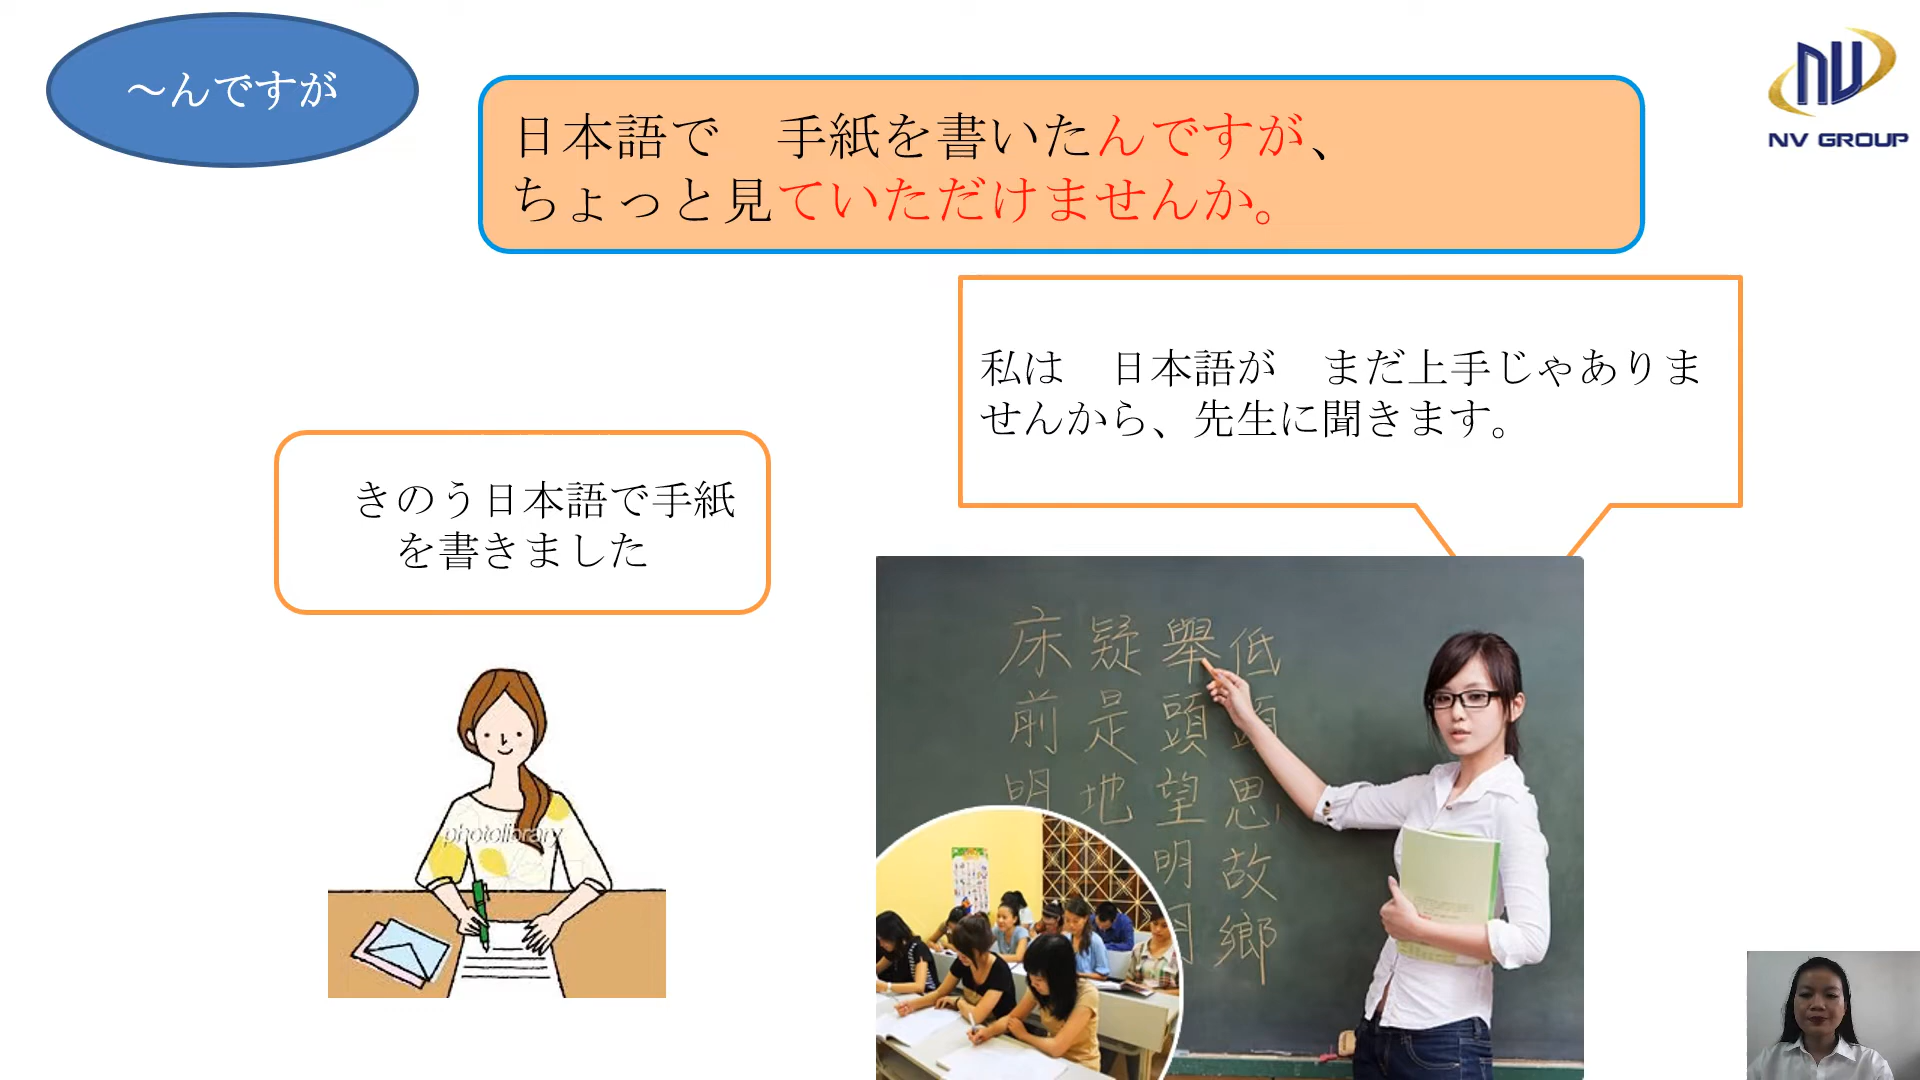 ～んですが
日本語で　手紙を書いたんですが、
ちょっと見ていただけませんか。
NV GROUP
私は　日本語が　まだ上手じゃありま
せんから、先生に聞きます。
きのう日本語で手紙
を書きました
photolibrary
床前明
疑是地
舉頭望明月
低頭思故鄉